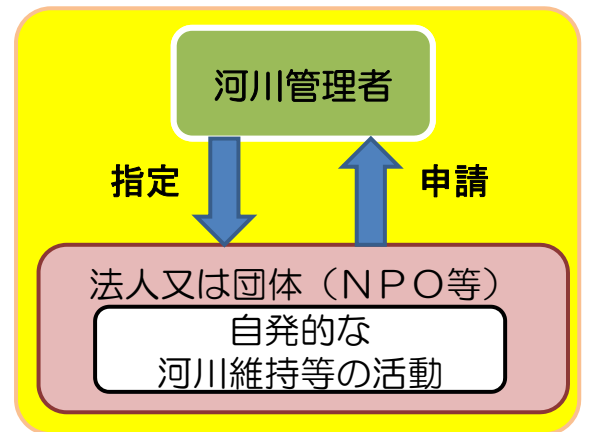 河川管理者
指定
申請
法人又は団体（ＮＰＯ等）
自発的な
河川維持等の活動